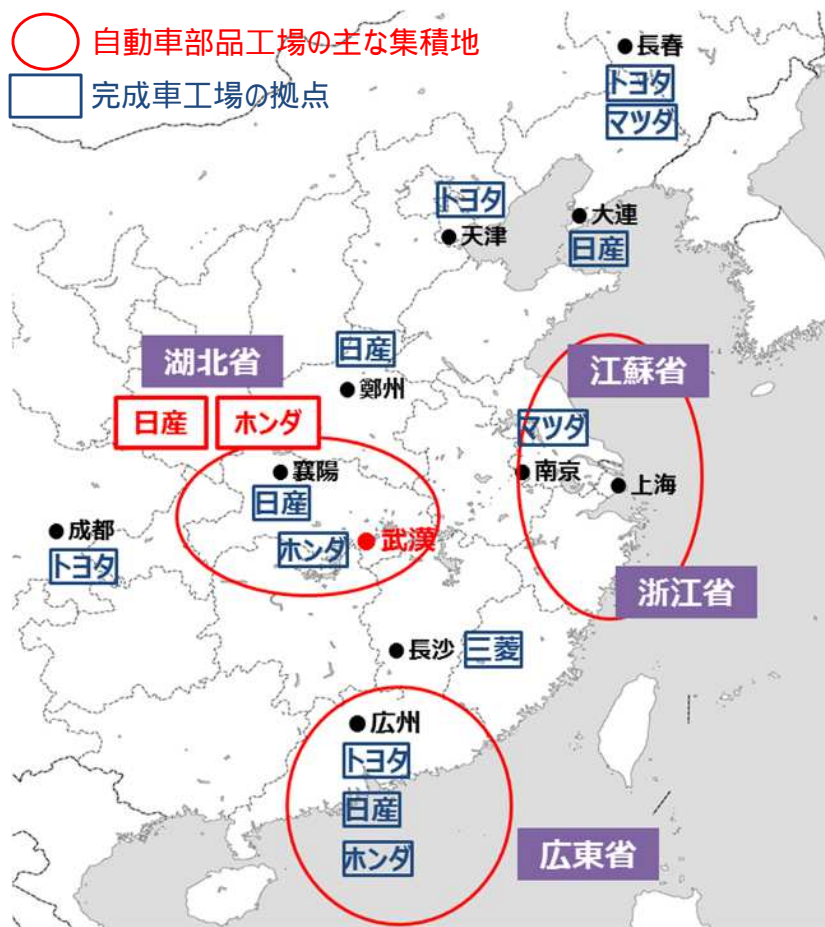 自動車部品工場の主な集積地
完成車工場の拠点
長春
トヨタ
マツダ
トヨタ
天津
大連
日産
湖北省
日産
ホンダ
日産
鄭州
襄陽
日産
ホンダ
武漢
成都
トヨタ
江蘇省
マツダ
南京
上海
浙江省
長沙
三菱
広州
トヨタ
日産
ホンダ
広東省